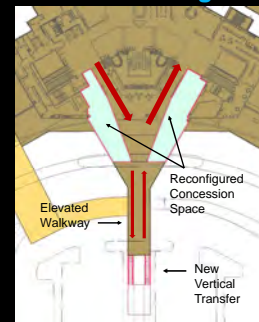 Reconfigured
Concession
Space
Elevated
Walkway
New
Vertical
Transfer